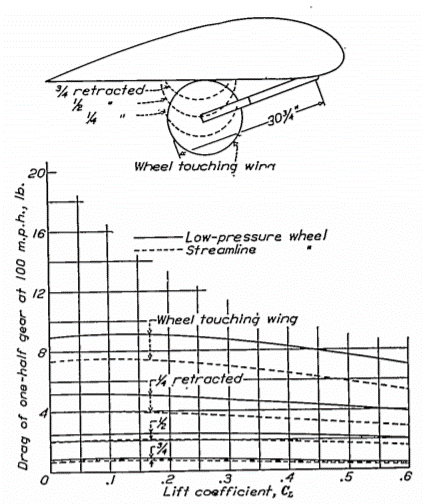 3/4 retracted
1/2 "
1/4 "
30 3/4"
Wheel touching wing
20
16
12
8
4
Drag of one-half gear at 100 m.p.h., lb.
Low-pressure wheel
Streamline "
Wheel touching wing
1/4 retracted
1/2
3/4
0 .1 .2 .3 .4 .5 .6
Lift coefficient, CL